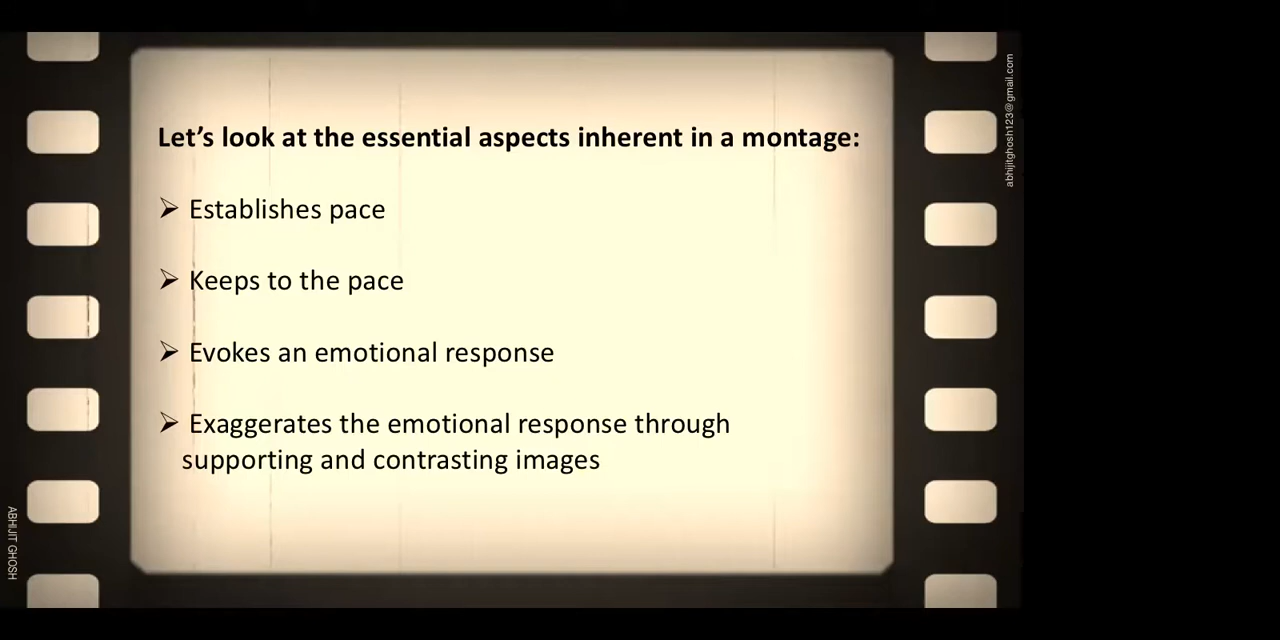 Let’s look at the essential aspects inherent in a montage:
➢ Establishes pace
➢ Keeps to the pace
➢ Evokes an emotional response
➢ Exaggerates the emotional response through
supporting and contrasting images
abhijitghosh123@gmail.com
ABHIJIT GHOSH